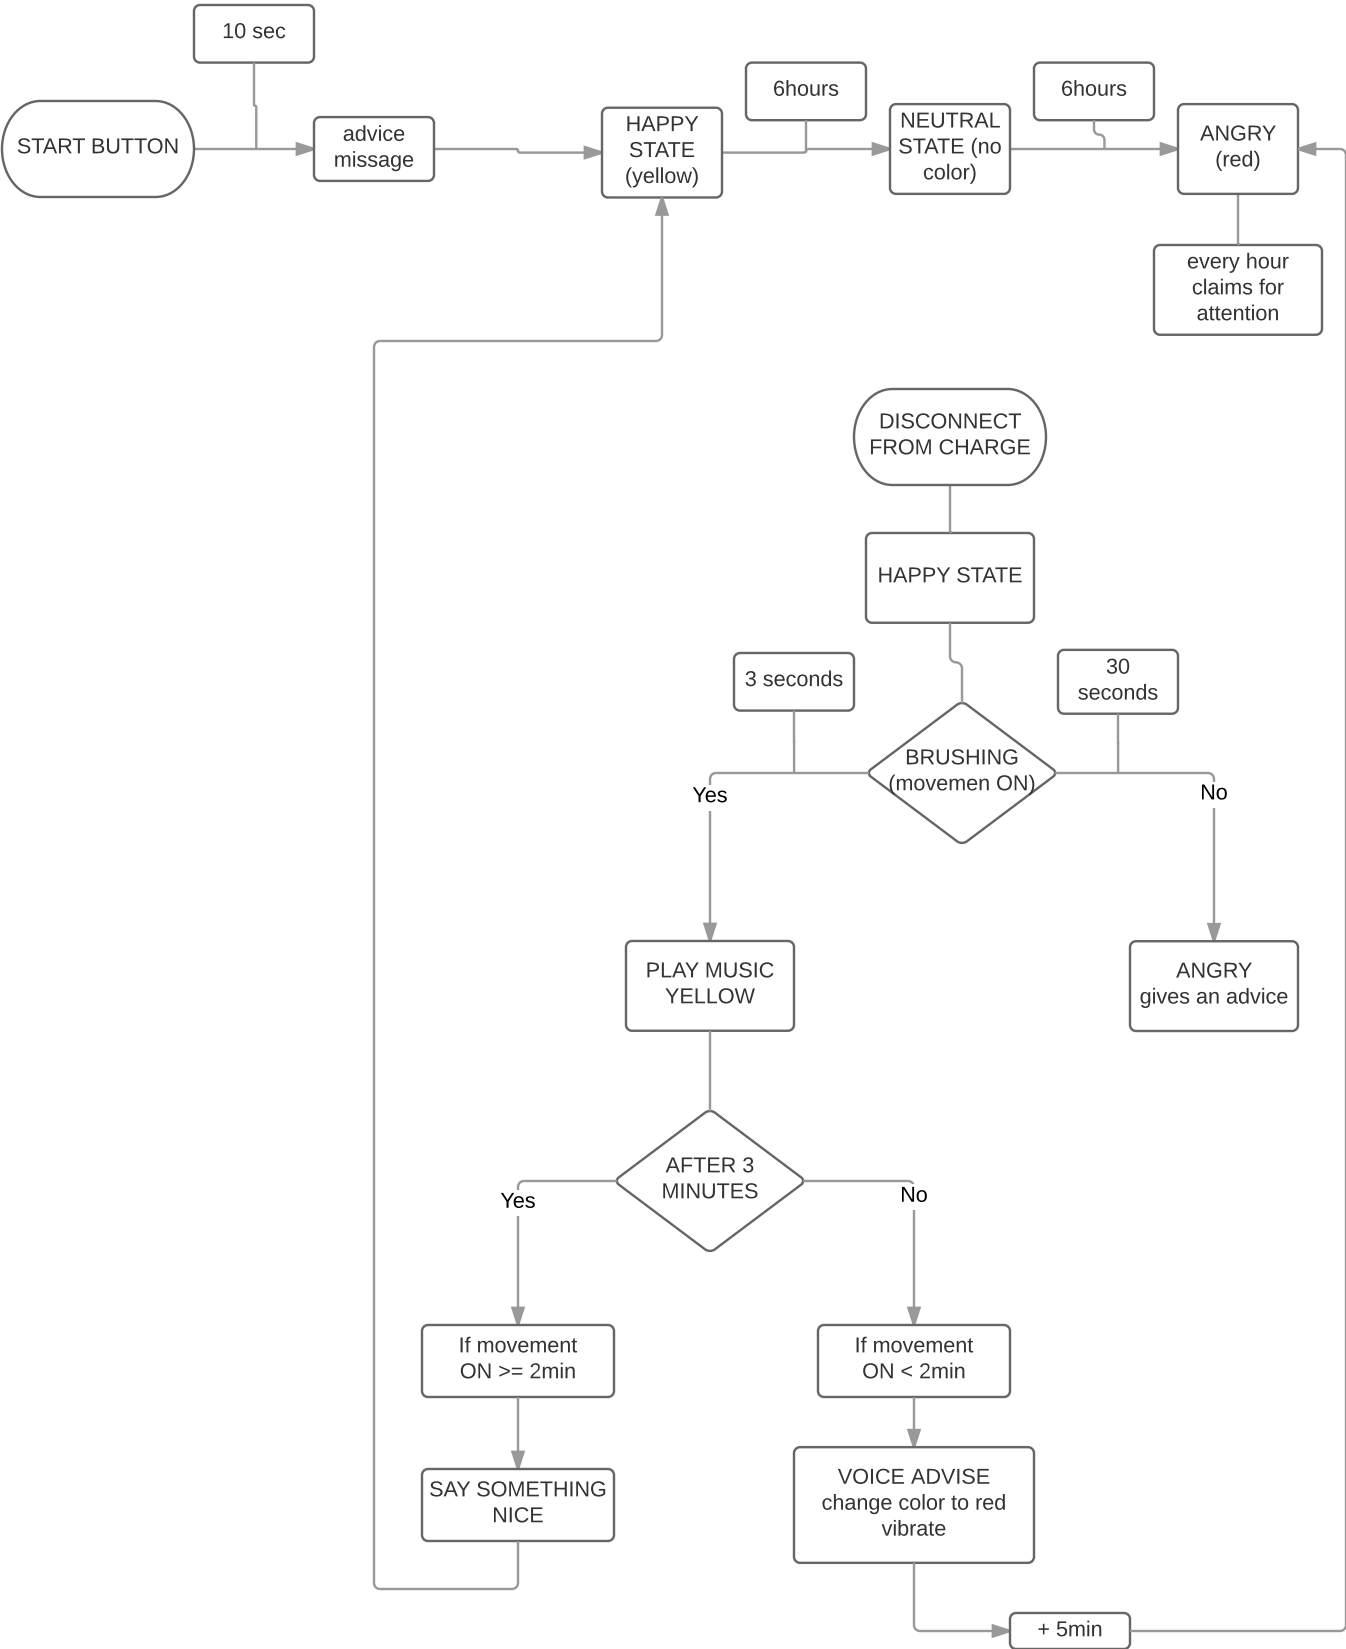 10 sec
START BUTTON
advice
missage
HAPPY
STATE
(yellow)
6hours
NEUTRAL
STATE (no
color)
6hours
ANGRY
(red)
every hour
claims for
attention
DISCONNECT
FROM CHARGE
HAPPY STATE
3 seconds
30
seconds
BRUSHING
(movemen ON)
Yes
No
PLAY MUSIC
YELLOW
ANGRY
gives an advice
AFTER 3
MINUTES
Yes
No
If movement
ON >= 2min
If movement
ON < 2min
SAY SOMETHING
NICE
VOICE ADVISE
change color to red
vibrate
+ 5min